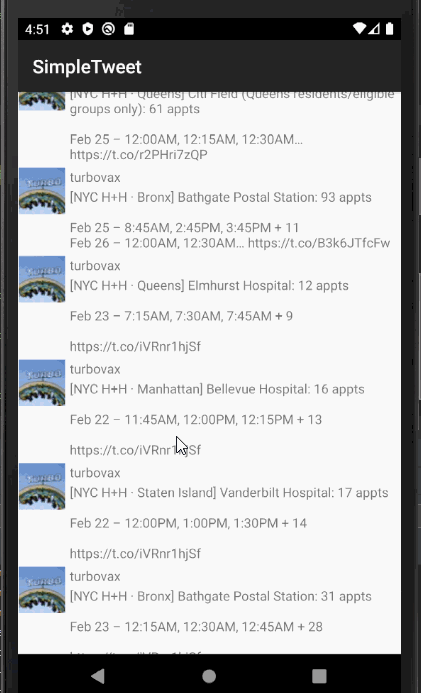 4:51
SimpleTweet
[NYC H+H · Queens] Citi Field (Queens residents/eligible
groups only): 61 appts
Feb 25 – 12:00AM, 12:15AM, 12:30AM…
https://t.co/r2PHri7zQP
turbovax
[NYC H+H · Bronx] Bathgate Postal Station: 93 appts
Feb 25 – 8:45AM, 2:45PM, 3:45PM + 11
Feb 26 – 12:00AM, 12:30AM… https://t.co/B3k6JTfcFw
turbovax
[NYC H+H · Queens] Elmhurst Hospital: 12 appts
Feb 23 – 7:15AM, 7:30AM, 7:45AM + 9
https://t.co/iVRnr1hjSf
turbovax
[NYC H+H · Manhattan] Bellevue Hospital: 16 appts
Feb 22 – 11:45AM, 12:00PM, 12:15PM + 13
https://t.co/iVRnr1hjSf
turbovax
[NYC H+H · Staten Island] Vanderbilt Hospital: 17 appts
Feb 22 – 12:00PM, 1:00PM, 1:30PM + 14
https://t.co/iVRnr1hjSf
turbovax
[NYC H+H · Bronx] Bathgate Postal Station: 31 appts
Feb 23 – 12:15AM, 12:30AM, 12:45AM + 28